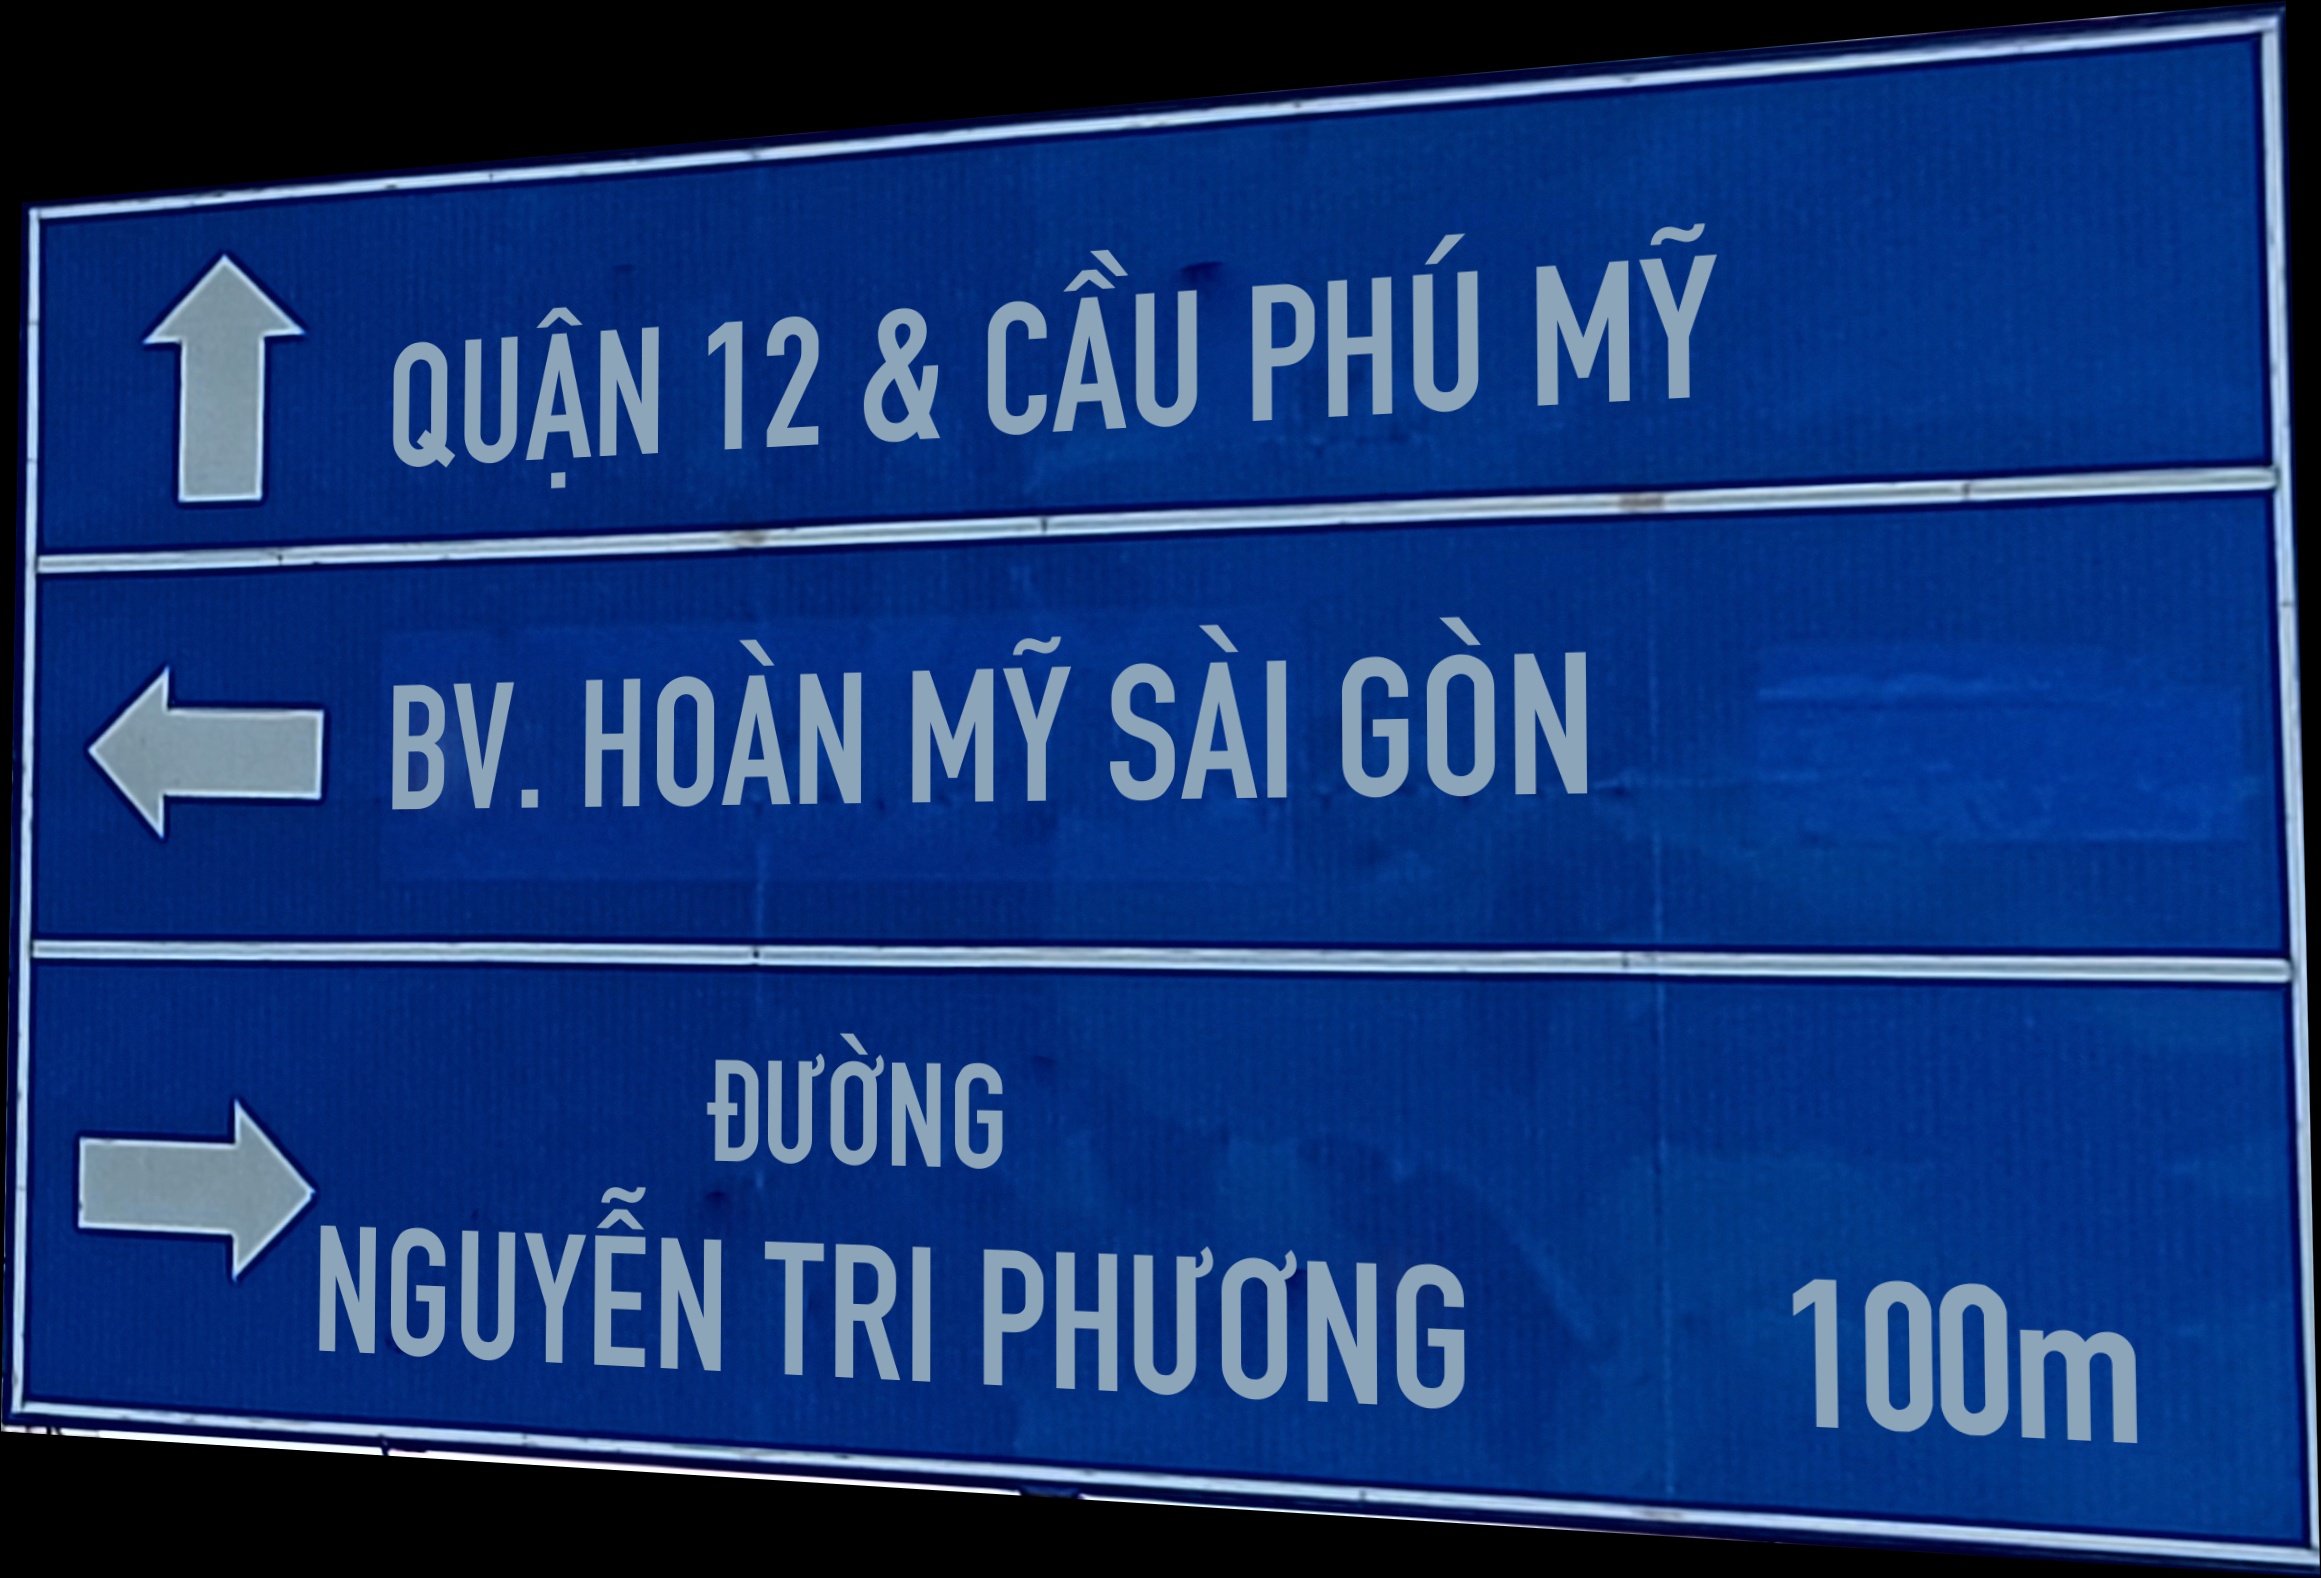 QUẬN 12 & CẦU PHÚ MỸ
BV. HOÀN MỸ SÀI GÒN
ĐƯỜNG
NGUYỄN TRI PHƯƠNG 100m